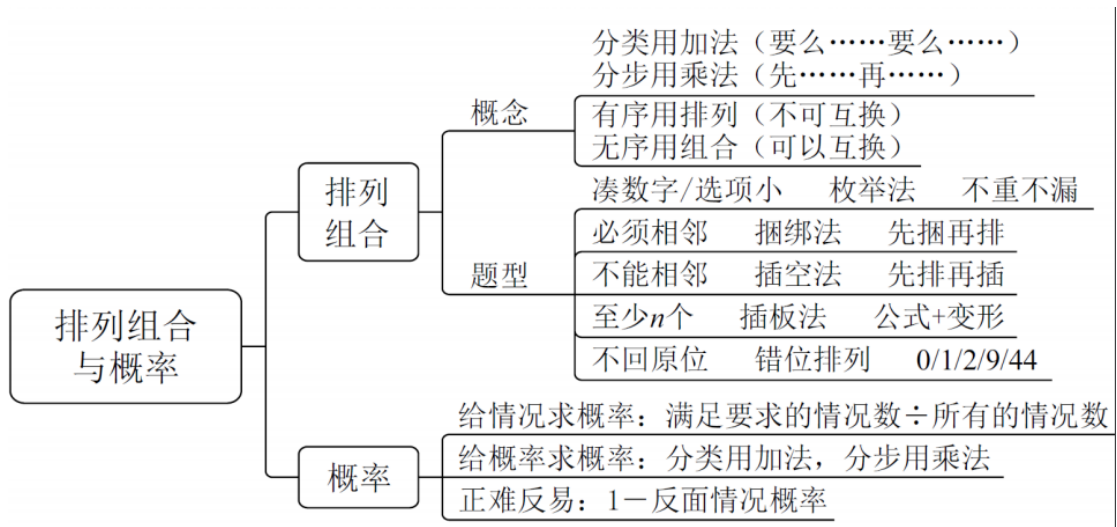 排列组合
与概率
排列
组合
概念
分类用加法（要么……要么……）
分步用乘法（先……再……）
有序用排列（不可互换）
无序用组合（可以互换）
题型
凑数字/选项小 枚举法 不重不漏
必须相邻 捆绑法 先捆再排
不能相邻 插空法 先排再插
至少n个 插板法 公式+变形
不回原位 错位排列 0/1/2/9/44
概率
给情况求概率：满足要求的情况数÷所有的情况数
给概率求概率：分类用加法，分步用乘法
正难反易：1－反面情况概率